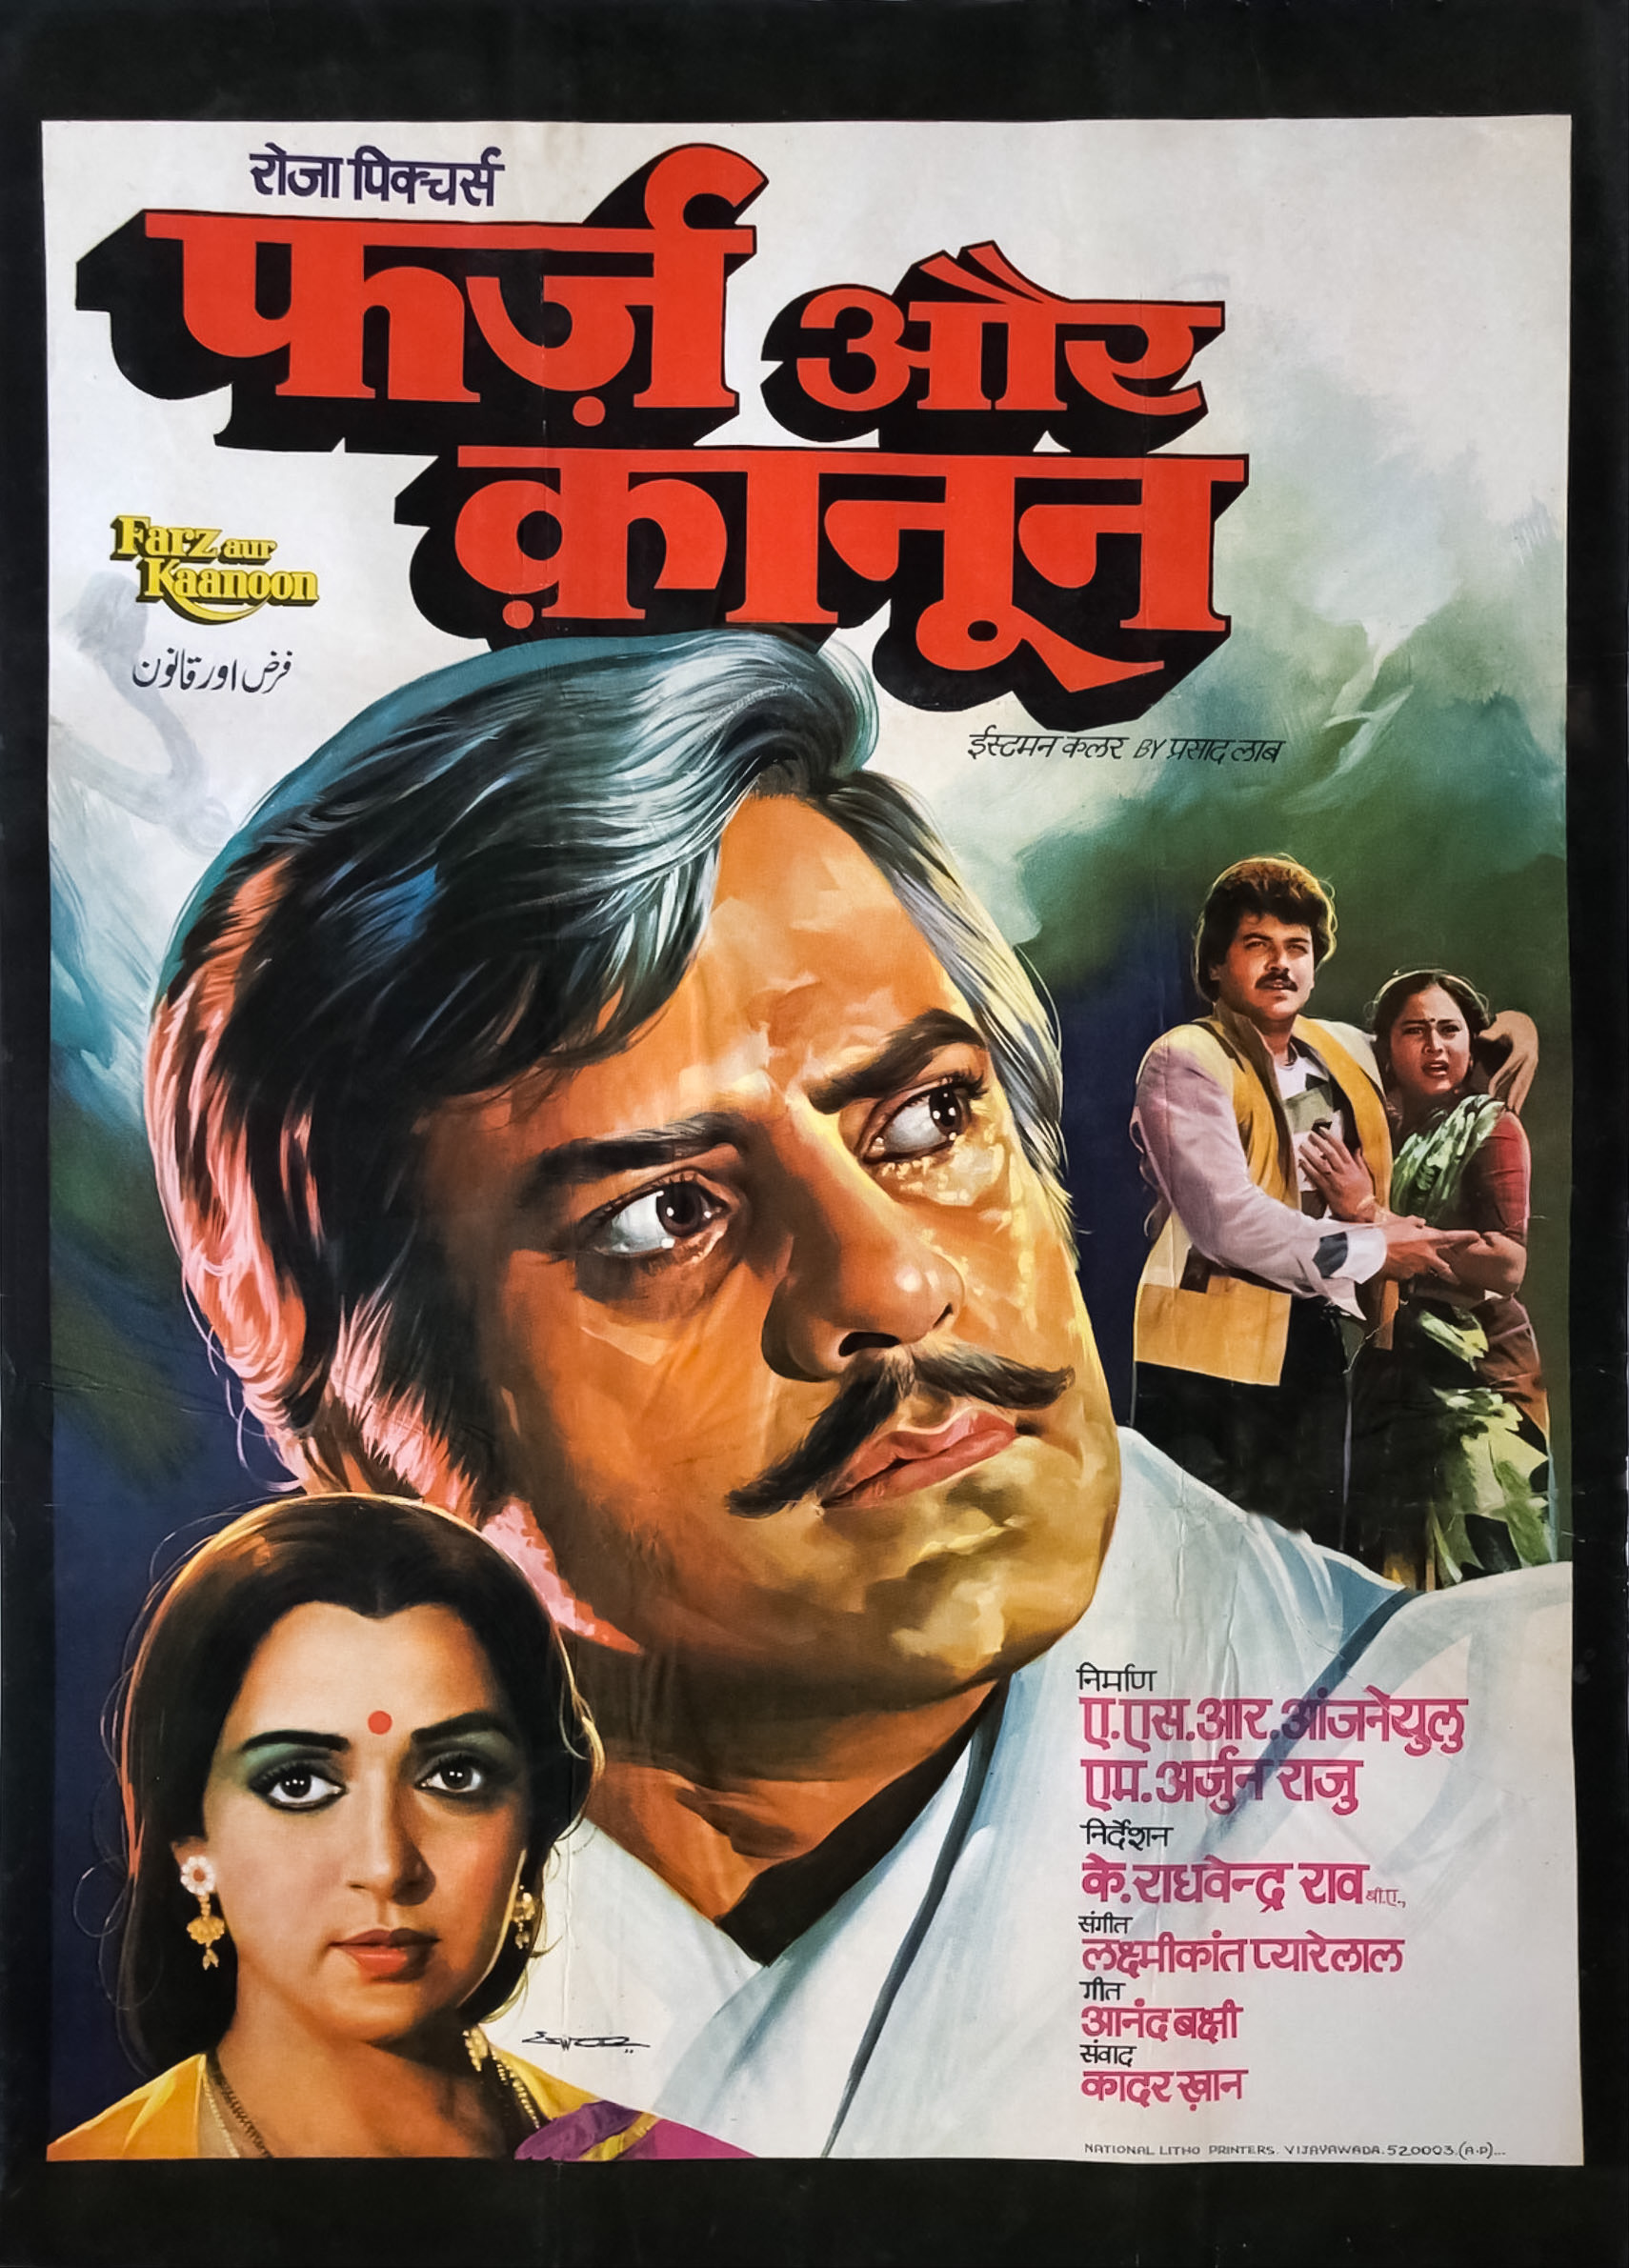 रोजा पिक्चर्स
फर्ज़ और
क़ानून
Farz aur
Kaanoon
فرض اور قانون
ईस्टमन कलर BY प्रसाद लाब
निर्माण
ए.एस.आर.आंजनेयुलु
एम.अर्जुन राजु
निर्देशन
के.राघवेन्द्र राव बी.ए.,
संगीत
लक्ष्मीकांत प्यारेलाल
गीत
आनंद बक्षी
संवाद
कादर ख़ान
NATIONAL LITHO PRINTERS. VIJAYAWADA.520003.(A.P)...